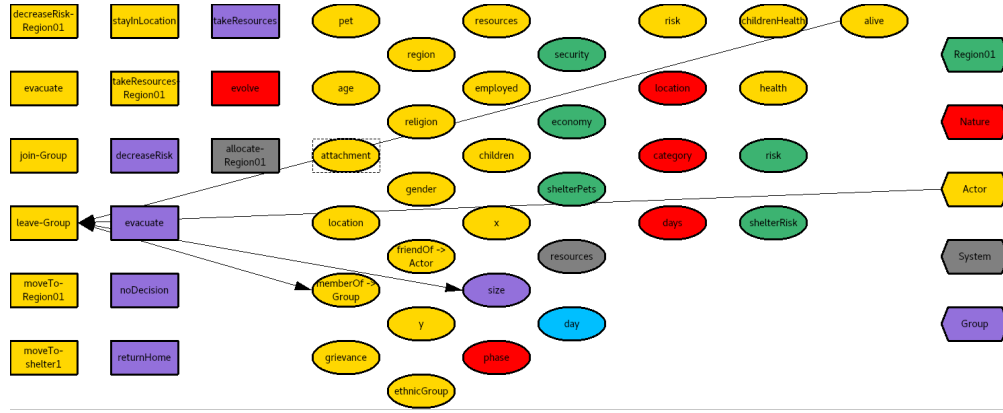 decreaseRisk-
Region01
stayInLocation
takeResources
pet
resources
risk
childrenHealth
alive
region
security
Region01
evacuate
takeResources-
Region01
evolve
age
employed
location
health
religion
economy
Nature
join-Group
decreaseRisk
allocate-
Region01
attachment
children
category
risk
gender
shelterPets
Actor
leave-Group
evacuate
location
x
days
shelterRisk
friendOf ->
Actor
resources
System
moveTo-
Region01
noDecision
memberOf ->
Group
size
y
day
Group
moveTo-
shelter1
returnHome
grievance
phase
ethnicGroup